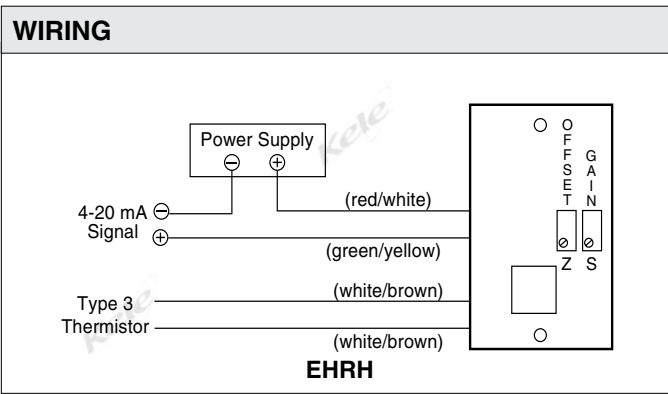 WIRING
Kele
Power Supply
⊖ ⊕
4-20 mA ⊖
Signal ⊕
(red/white)
(green/yellow)
Type 3
Thermistor
(white/brown)
(white/brown)
OFFSET
GAIN
Z S
Kele
EHRH